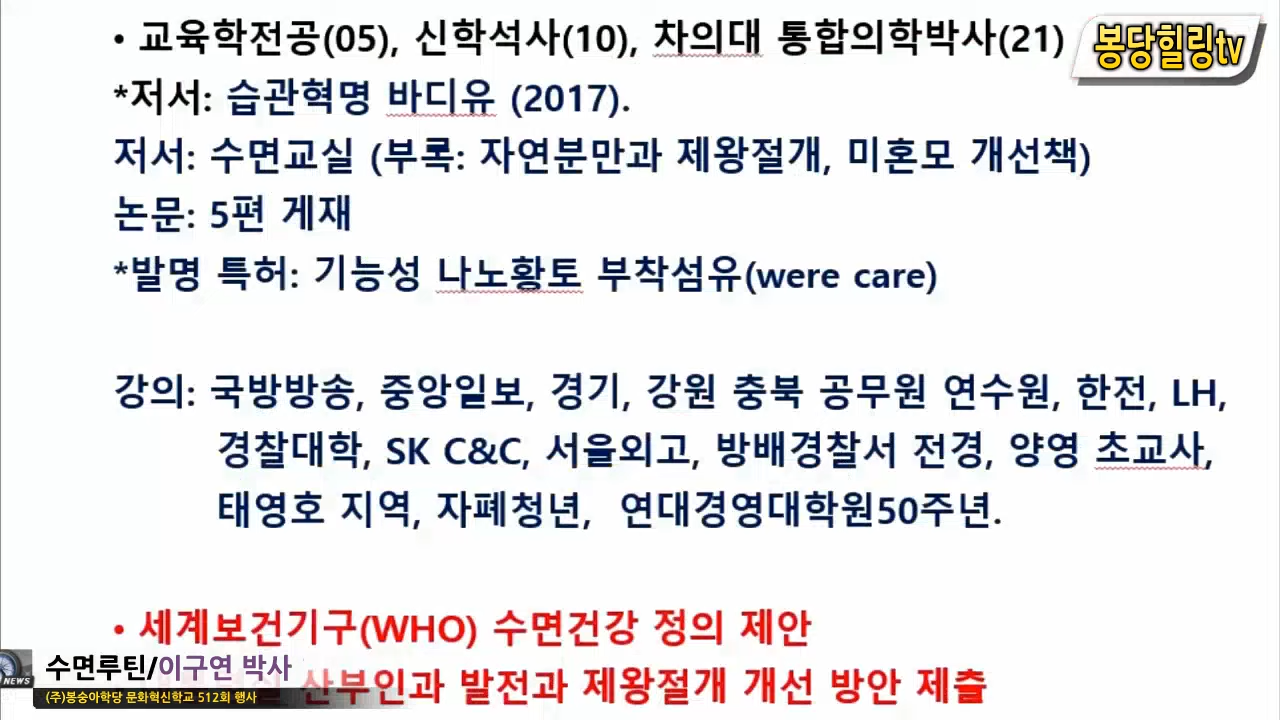 • 교육학전공(05), 신학석사(10), 차의대 통합의학박사(21)
봉당힐링tv
*저서: 습관혁명 바디유 (2017).
저서: 수면교실 (부록: 자연분만과 제왕절개, 미혼모 개선책)
논문: 5편 게재
*발명 특허: 기능성 나노황토 부착섬유(were care)
강의: 국방방송, 중앙일보, 경기, 강원 충북 공무원 연수원, 한전, LH,
경찰대학, SK C&C, 서울외고, 방배경찰서 전경, 양영 초교사,
태영호 지역, 자폐청년, 연대경영대학원50주년.
• 세계보건기구(WHO) 수면건강 정의 제안
산부인과 발전과 제왕절개 개선 방안 제출
NEWS
수면루틴/이구연 박사
(주)봉숭아학당 문화혁신학교 512회 행사